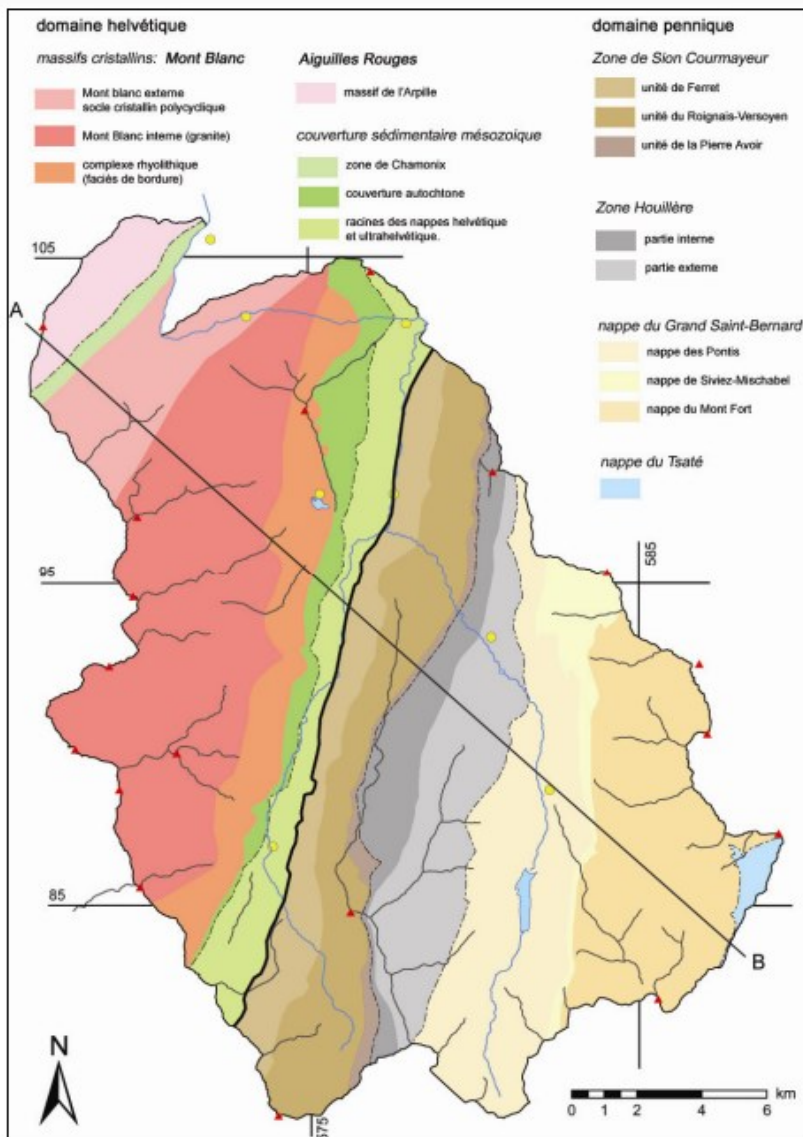 domaine helvétique
massifs cristallins: Mont Blanc
Mont blanc externe
socle cristallin polycyclique
Mont Blanc interne (granite)
complexe rhyolithique
(faciès de bordure)
Aiguilles Rouges
massif de l'Arpille
couverture sédimentaire mésozoique
zone de Chamonix
couverture autochtone
racines des nappes helvétique
et ultrahelvétique.
domaine pennique
Zone de Sion Courmayeur
unité de Ferret
unité du Roignais-Versoyen
unité de la Pierre Avoir
Zone Houillère
partie interne
partie externe
nappe du Grand Saint-Bernard
nappe des Pontis
nappe de Siviez-Mischabel
nappe du Mont Fort
nappe du Tsaté
105
A
95
585
85
B
N
575
km
0 1 2 4 6